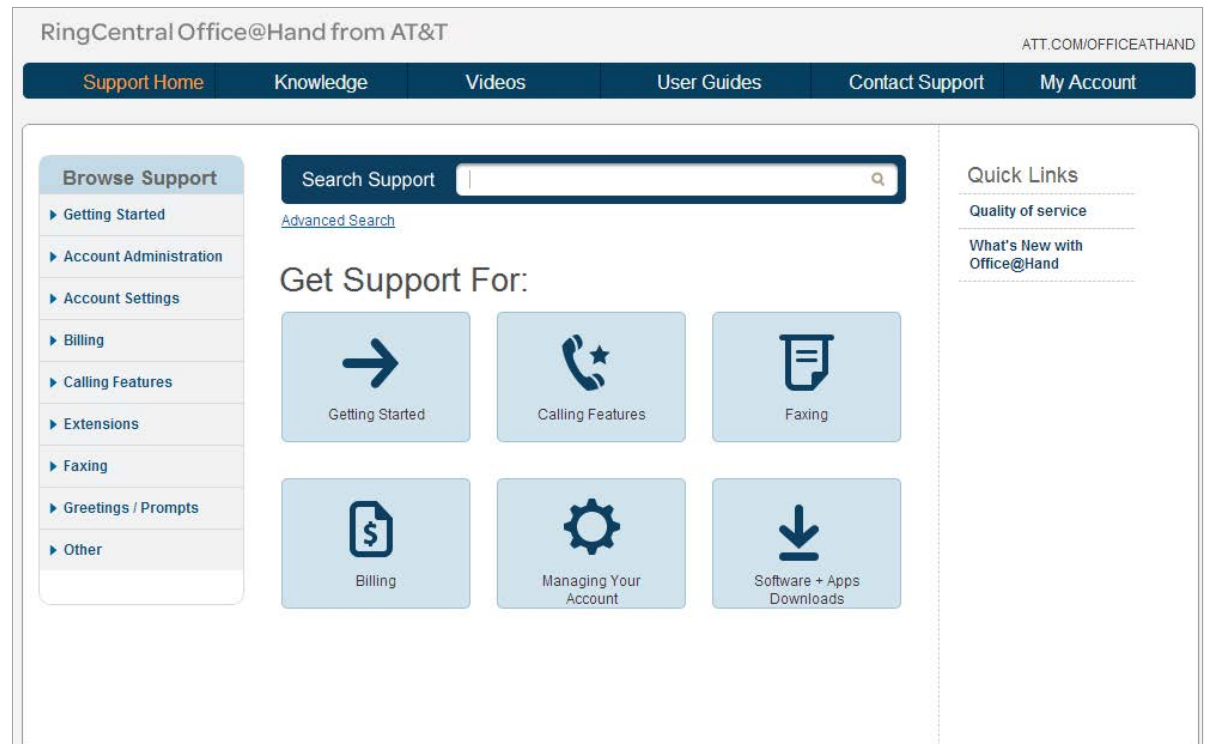 RingCentral Office@Hand from AT&T
ATT.COM/OFFICEATHAND
Support Home
Knowledge
Videos
User Guides
Contact Support
My Account
Browse Support
Getting Started
Account Administration
Account Settings
Billing
Calling Features
Extensions
Faxing
Greetings / Prompts
Other
Search Support
Advanced Search
Get Support For:
Getting Started
Calling Features
Faxing
$
Billing
Managing Your
Account
Software + Apps
Downloads
Quick Links
Quality of service
What's New with
Office@Hand